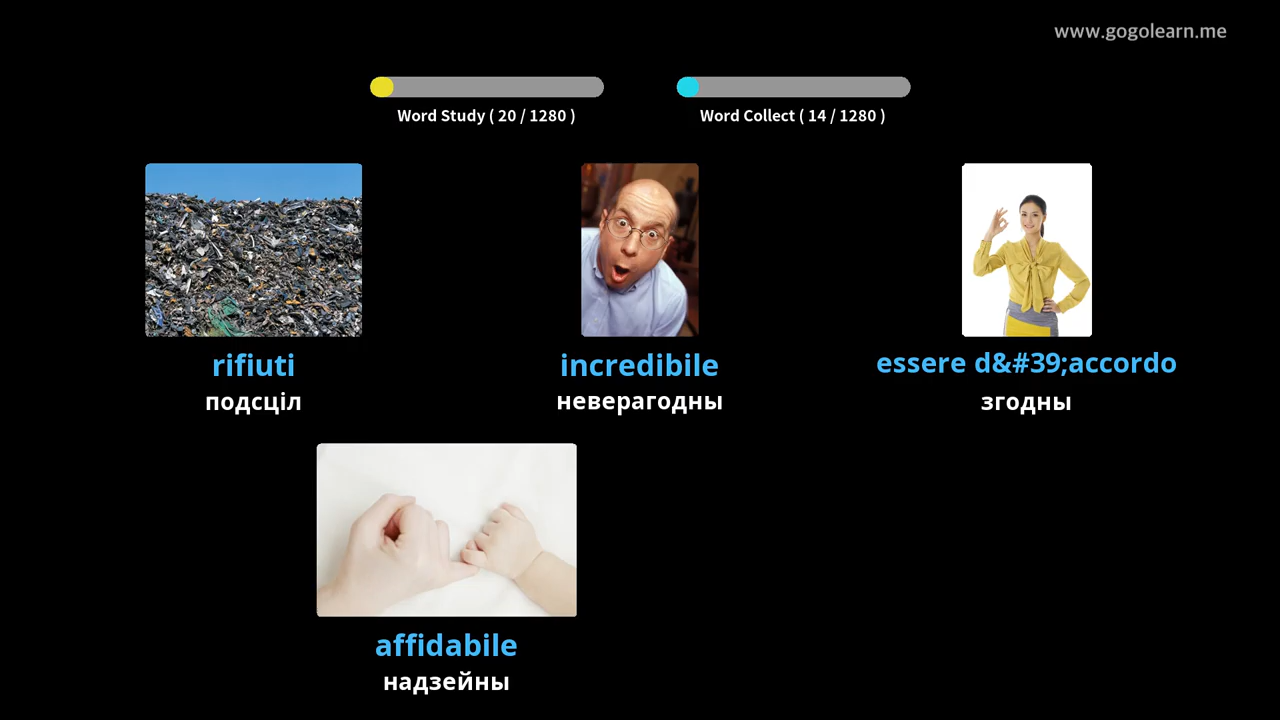 www.gogolearn.me
Word Study ( 20 / 1280 )
Word Collect ( 14 / 1280 )
rifiuti
подсціл
incredibile
неверагодны
essere d&#39;accordo
згодны
affidabile
надзейны